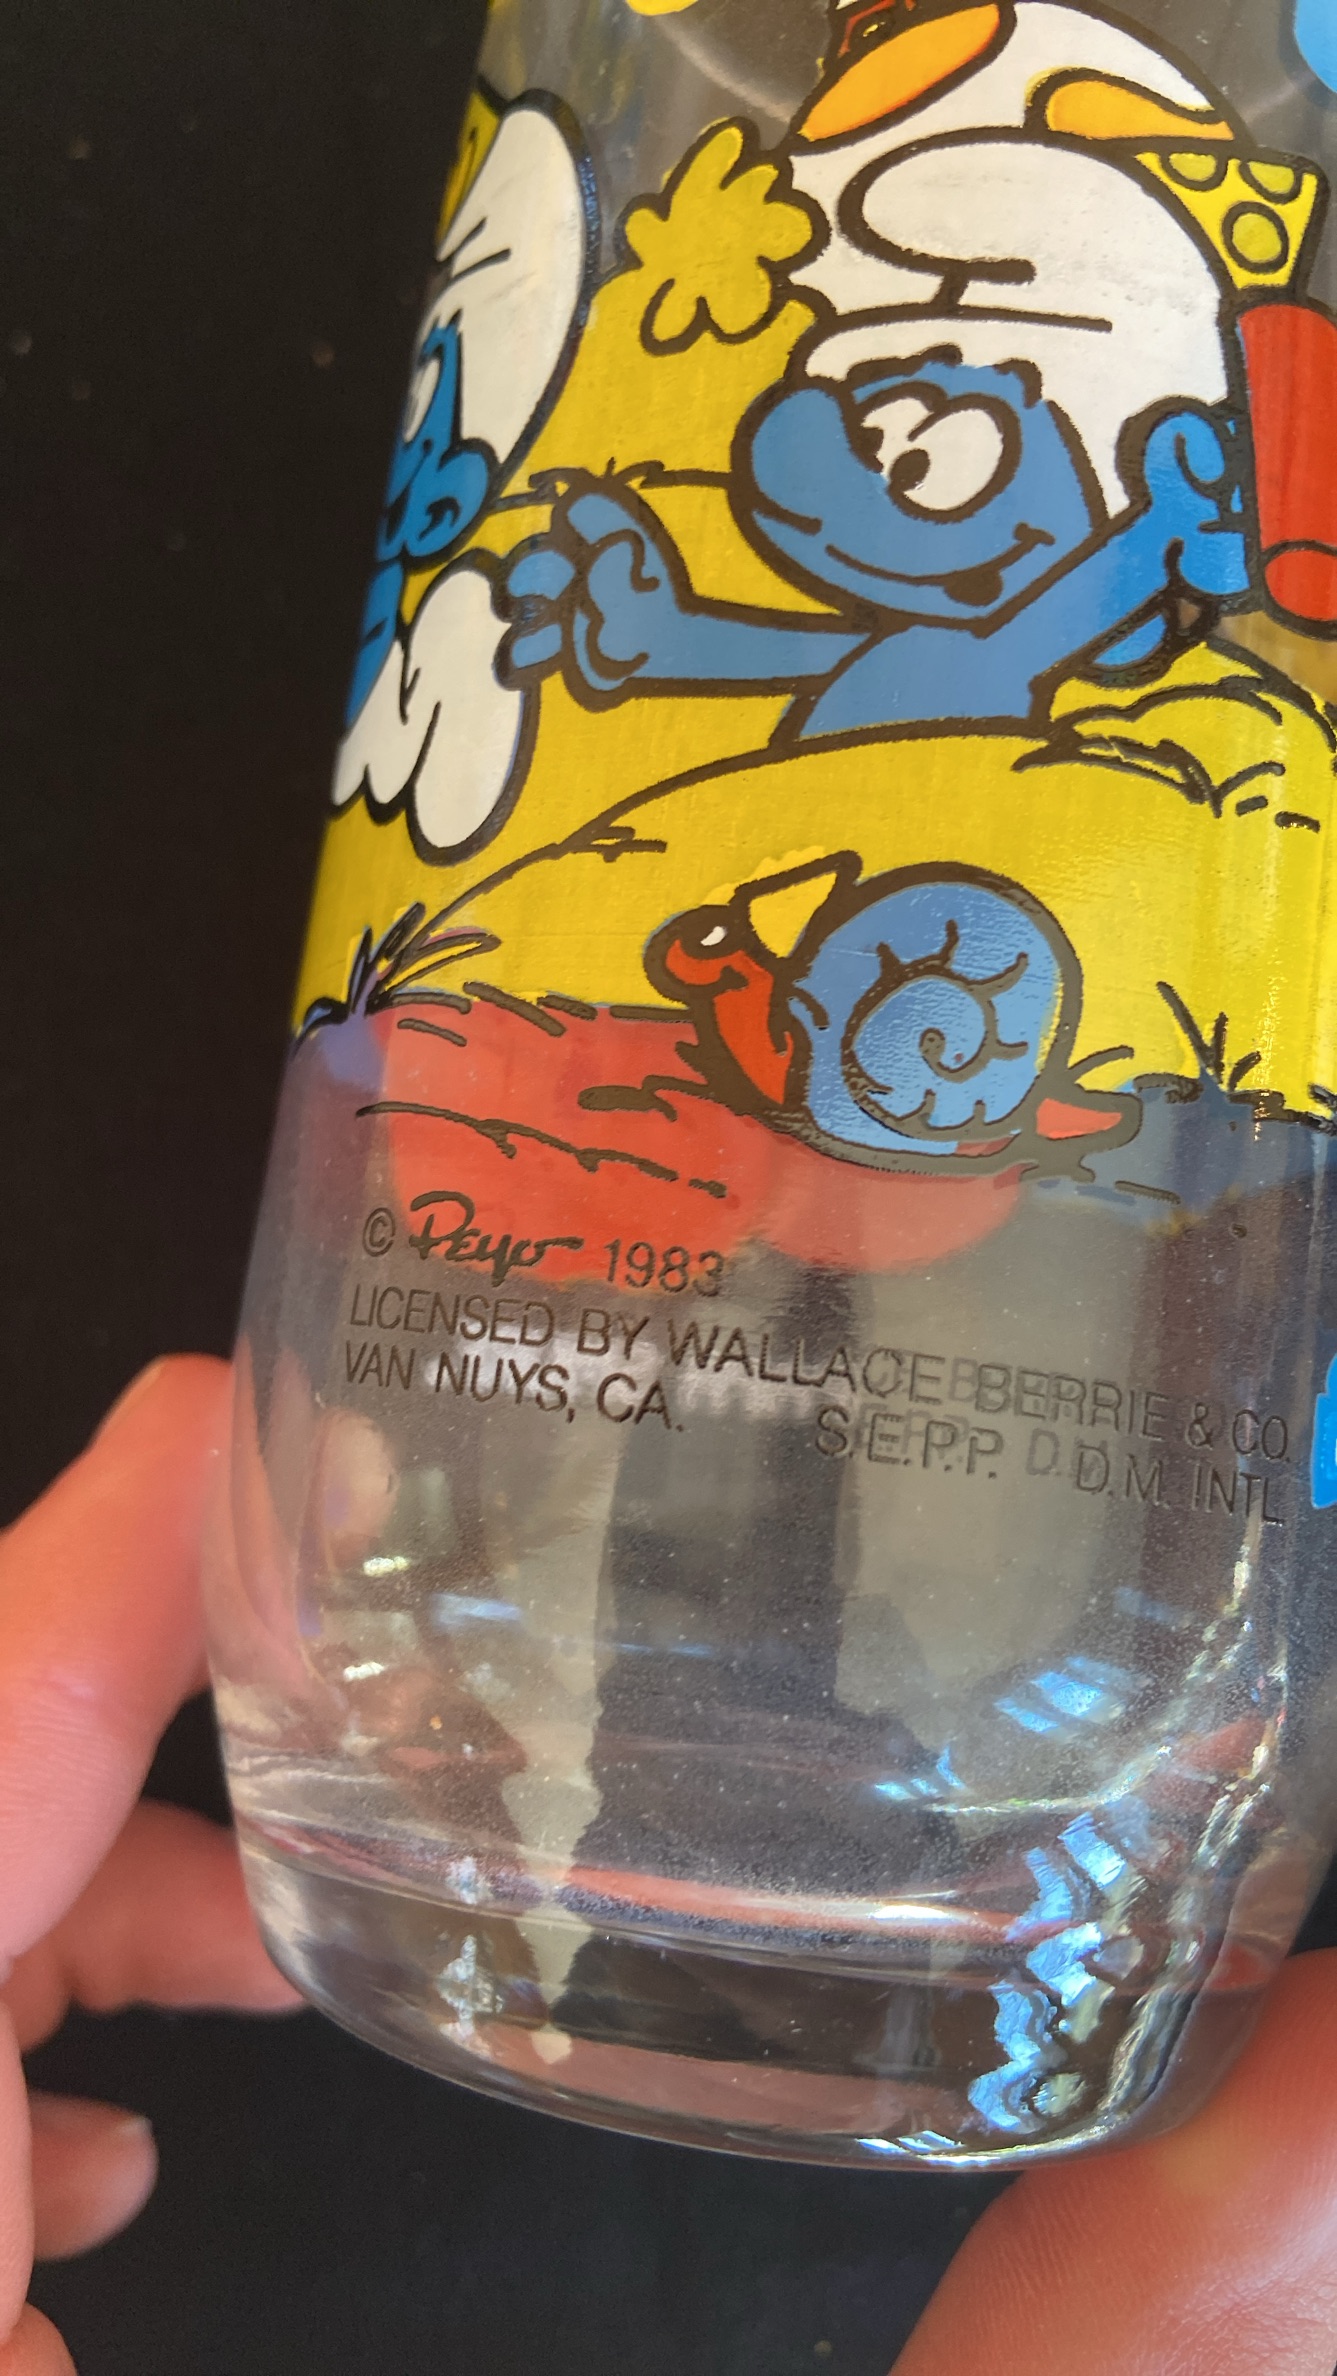 © Peyo 1983
LICENSED BY WALLACE BERRIE & CO.
VAN NUYS, CA. S.E.P.P. D.D.M. INTL